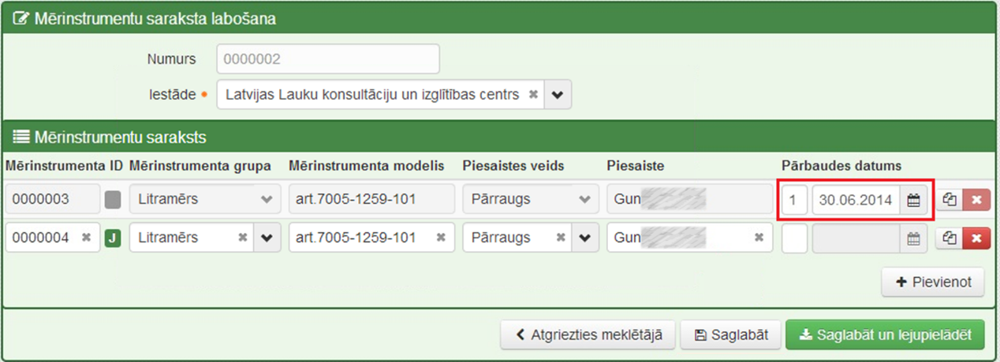 Mērinstrumentu saraksta labošana
Numurs 0000002
Iestāde Latvijas Lauku konsultāciju un izglītības centrs
Mērinstrumentu saraksts
Mērinstrumenta ID Mērinstrumenta grupa Mērinstrumenta modelis Piesaistes veids Piesaiste Pārbaudes datums
0000003 Litramērs art.7005-1259-101 Pārraugs Gun 1 30.06.2014
0000004 J Litramērs art.7005-1259-101 Pārraugs Gun
Pievienot
Atgriezties meklētājā Saglabāt Saglabāt un lejupielādēt